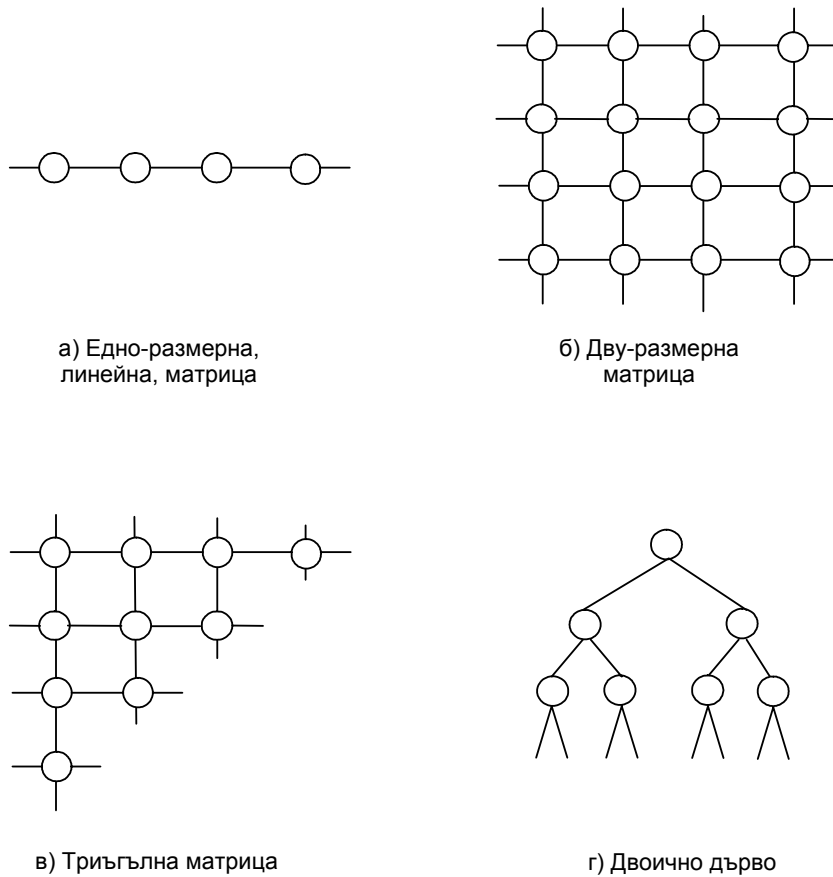 а) Едно-размерна,
линейна, матрица
б) Дву-размерна
матрица
в) Триъгълна матрица
г) Двоично дърво